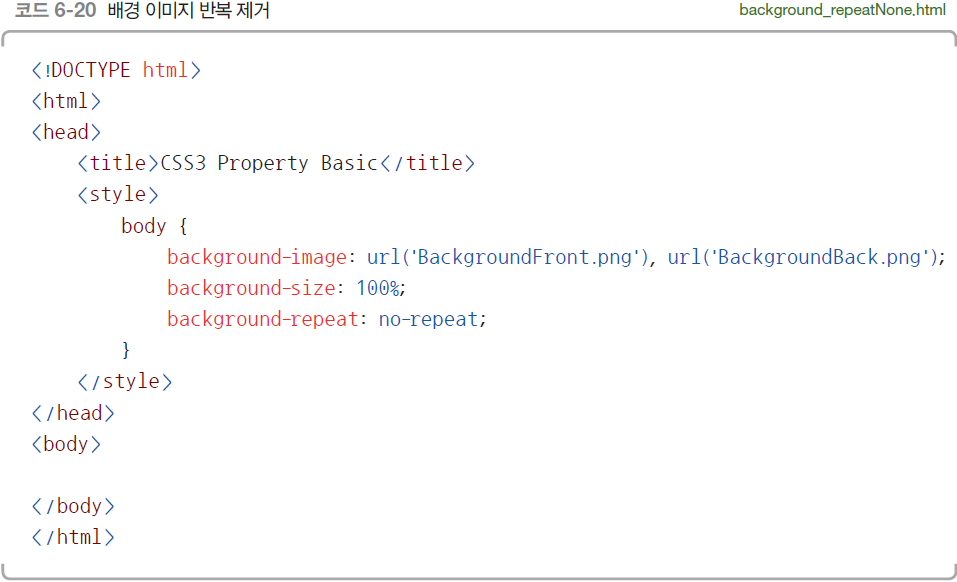 코드 6-20 배경 이미지 반복 제거 background_repeatNone.html
<!DOCTYPE html>
<html>
<head>
    <title>CSS3 Property Basic</title>
    <style>
        body {
            background-image: url('BackgroundFront.png'), url('BackgroundBack.png');
            background-size: 100%;
            background-repeat: no-repeat;
        }
    </style>
</head>
<body>

</body>
</html>